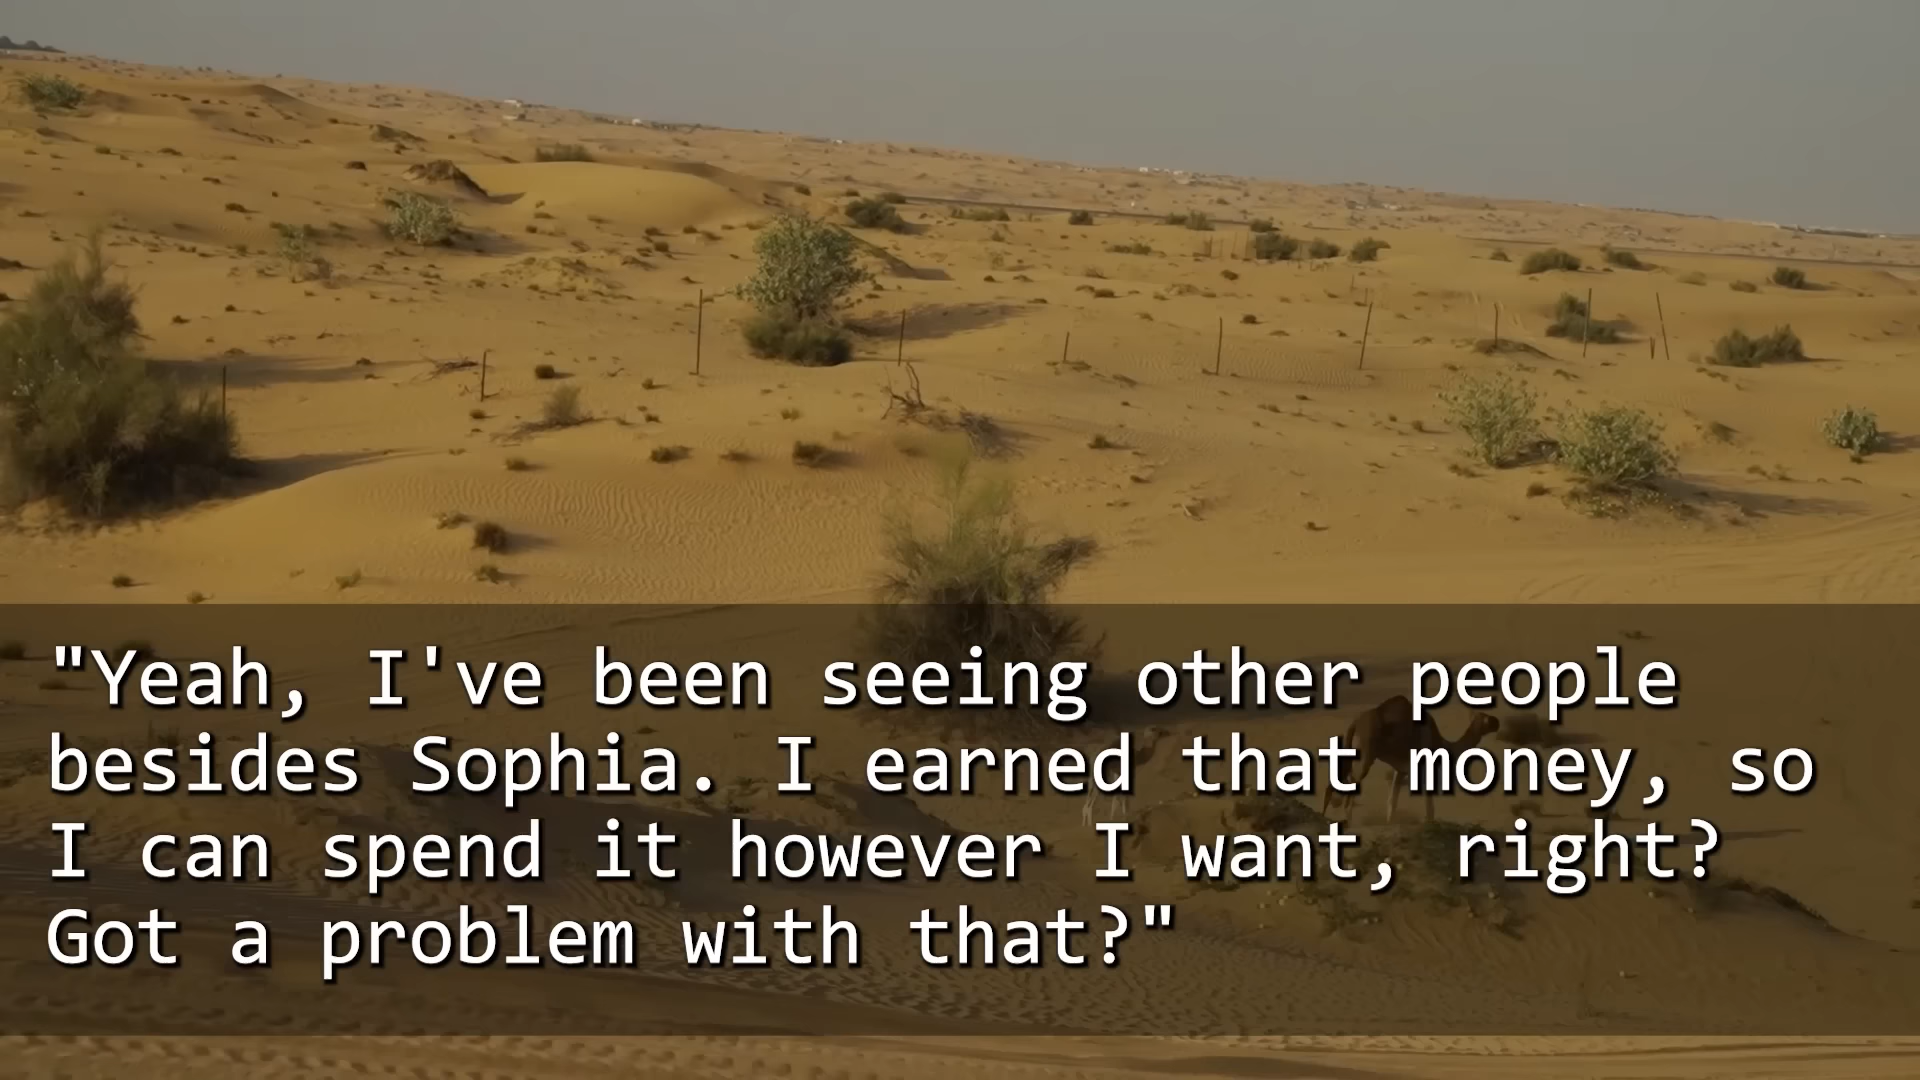 "Yeah, I've been seeing other people
besides Sophia. I earned that money, so
I can spend it however I want, right?
Got a problem with that?"